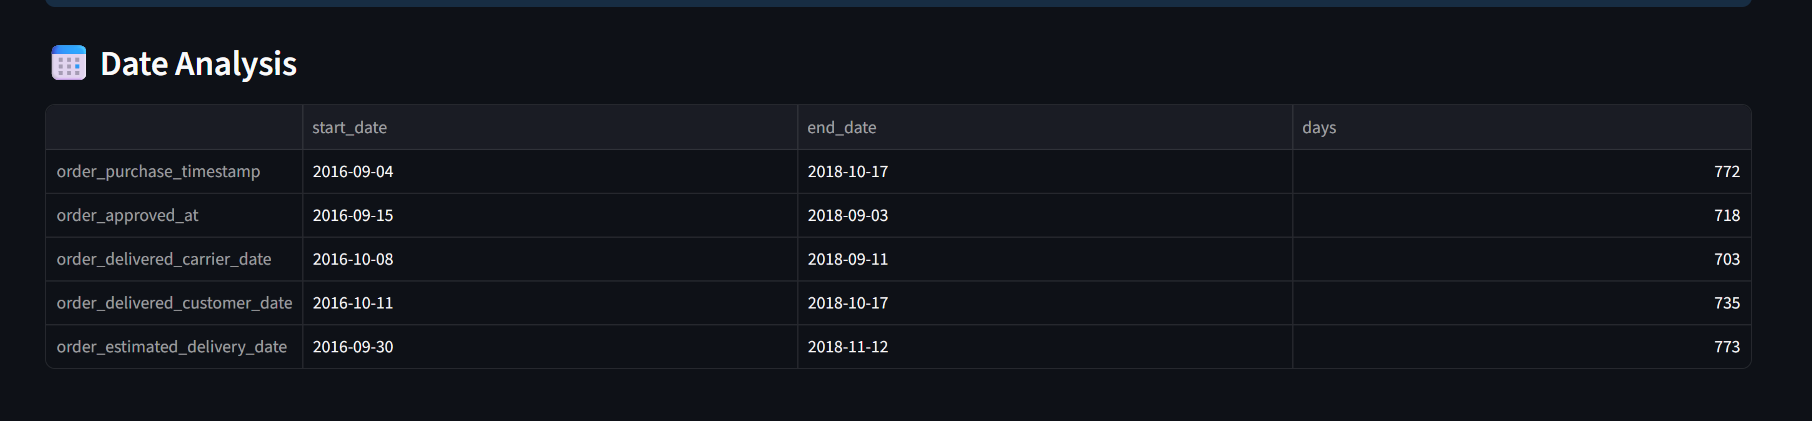 Date Analysis
start_date end_date days
order_purchase_timestamp 2016-09-04 2018-10-17 772
order_approved_at 2016-09-15 2018-09-03 718
order_delivered_carrier_date 2016-10-08 2018-09-11 703
order_delivered_customer_date 2016-10-11 2018-10-17 735
order_estimated_delivery_date 2016-09-30 2018-11-12 773